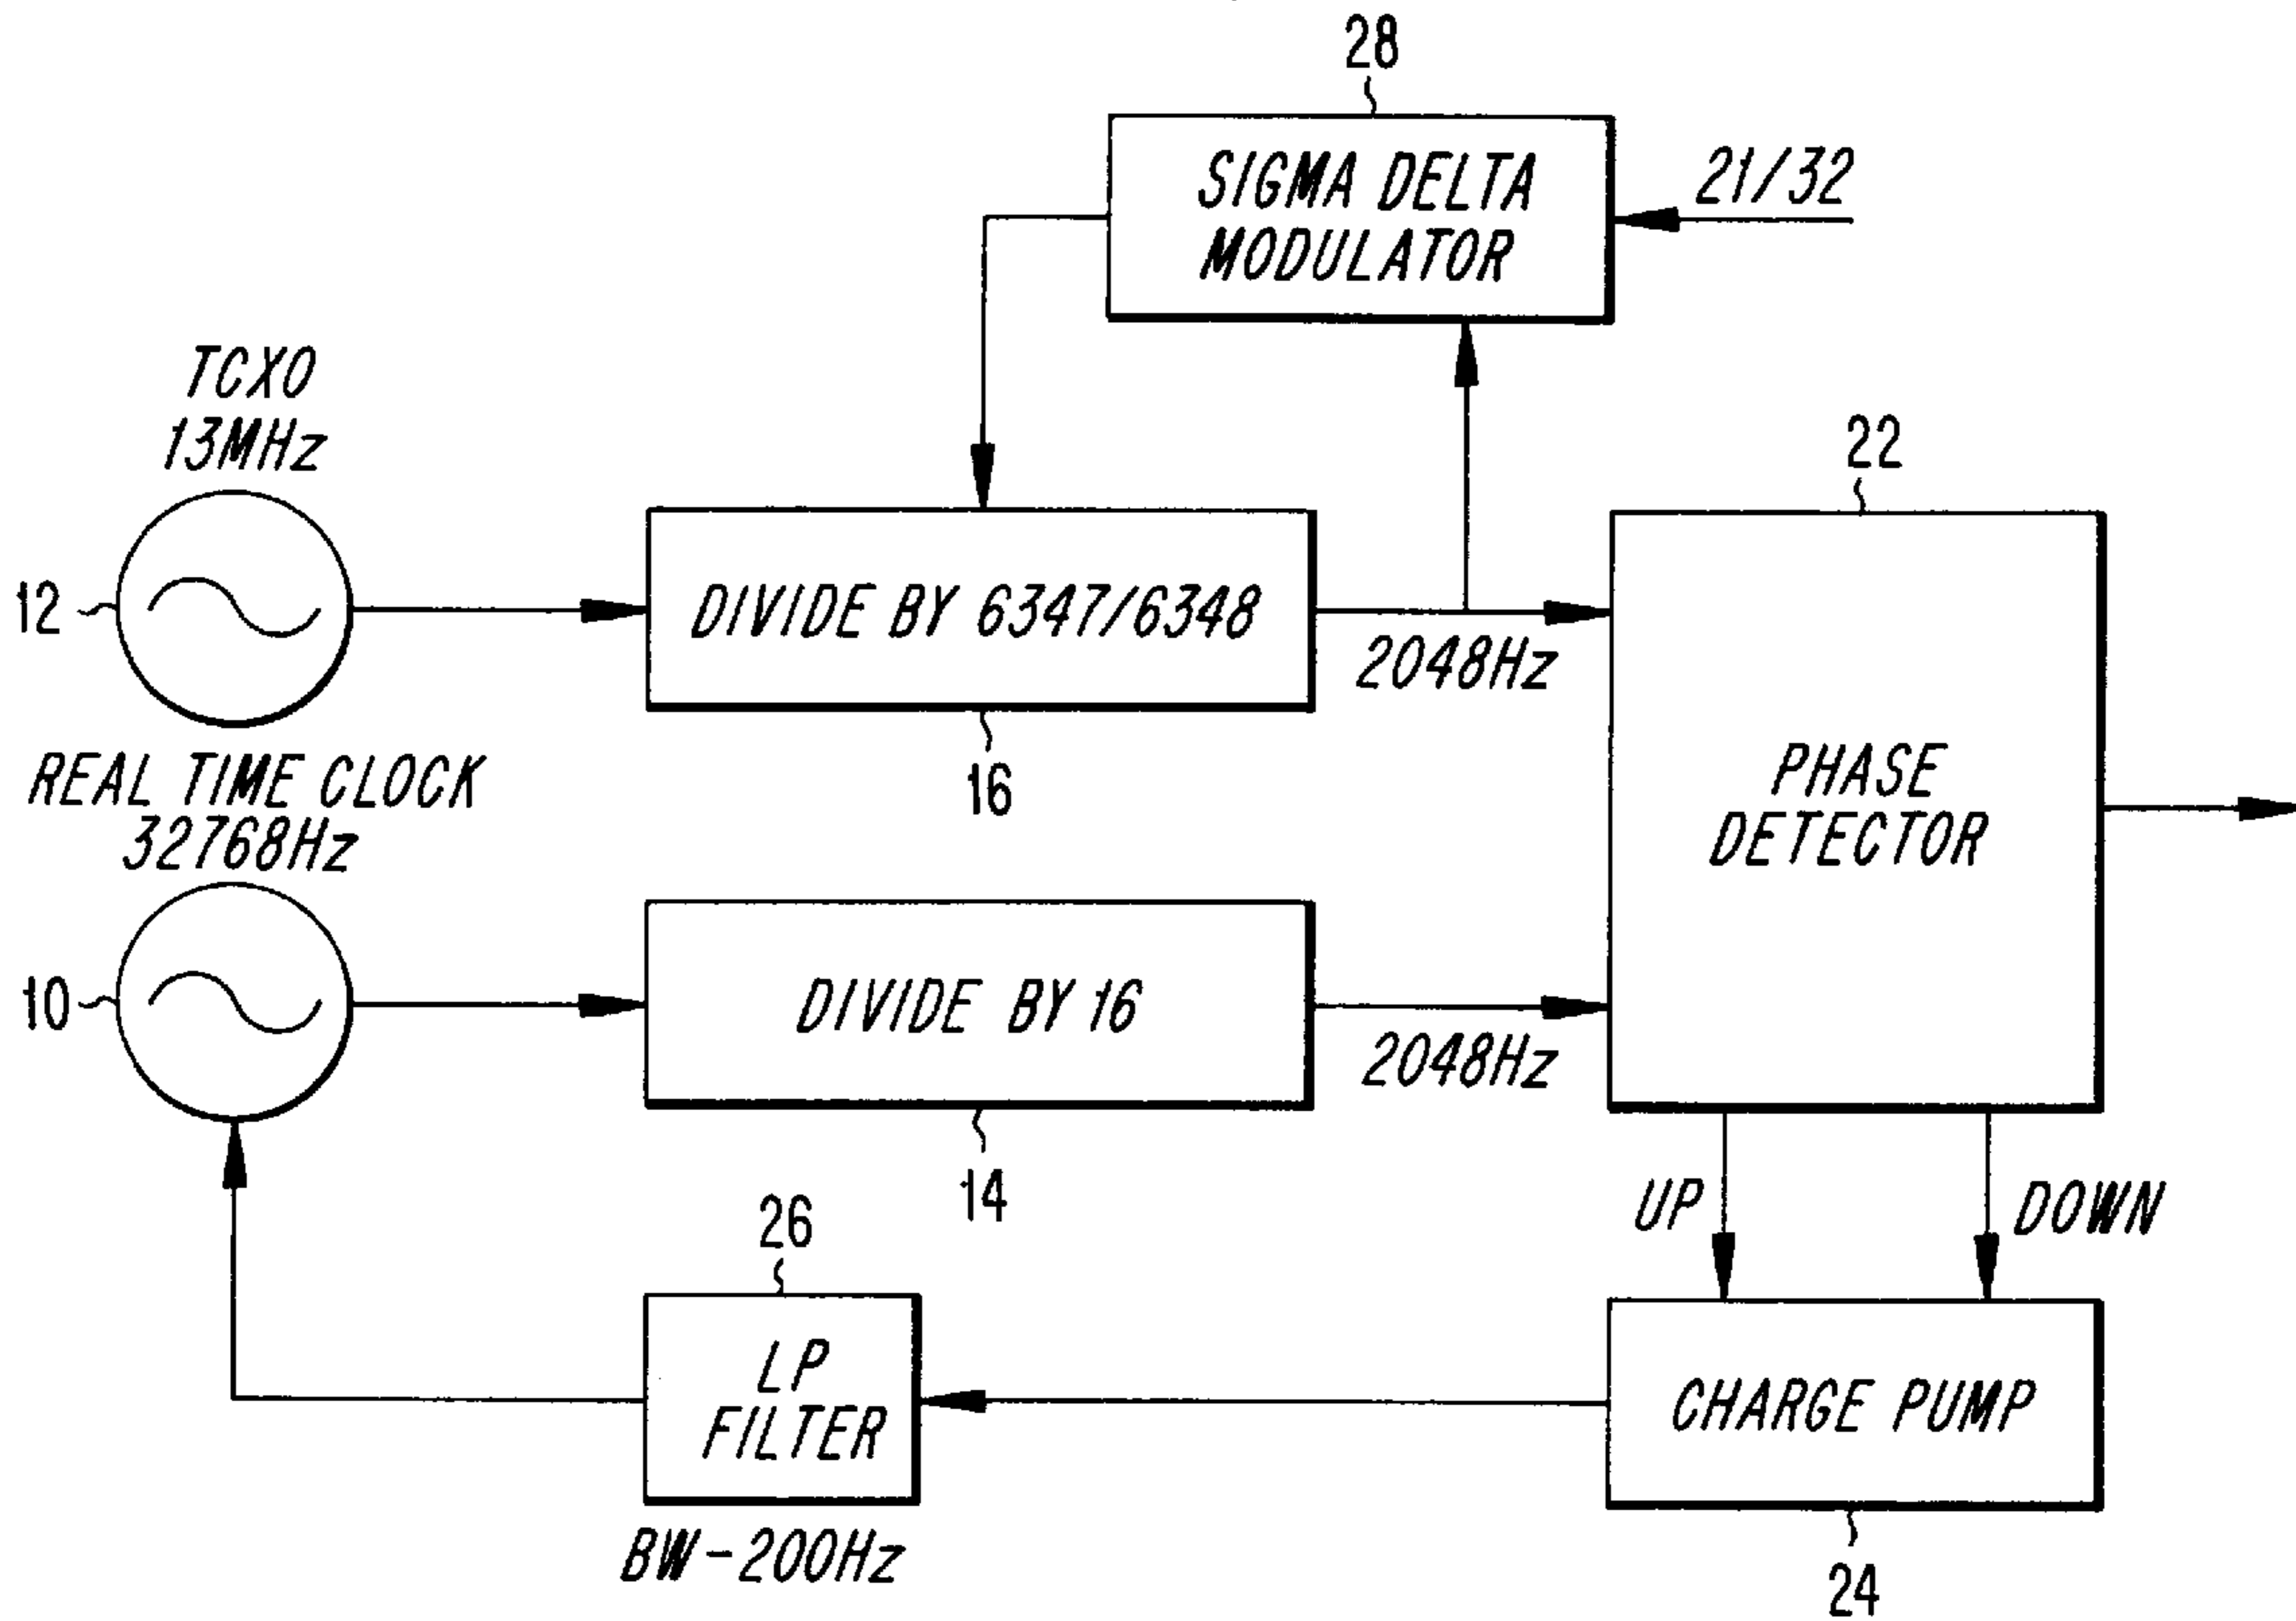 28
SIGMA DELTA
MODULATOR
21/32
TCXO
13MHz
22
12
DIVIDE BY 6347/6348
2048Hz
16
PHASE
DETECTOR
REAL TIME CLOCK
32768Hz
10
DIVIDE BY 16
2048Hz
14
UP
DOWN
26
LP
FILTER
BW-200Hz
CHARGE PUMP
24